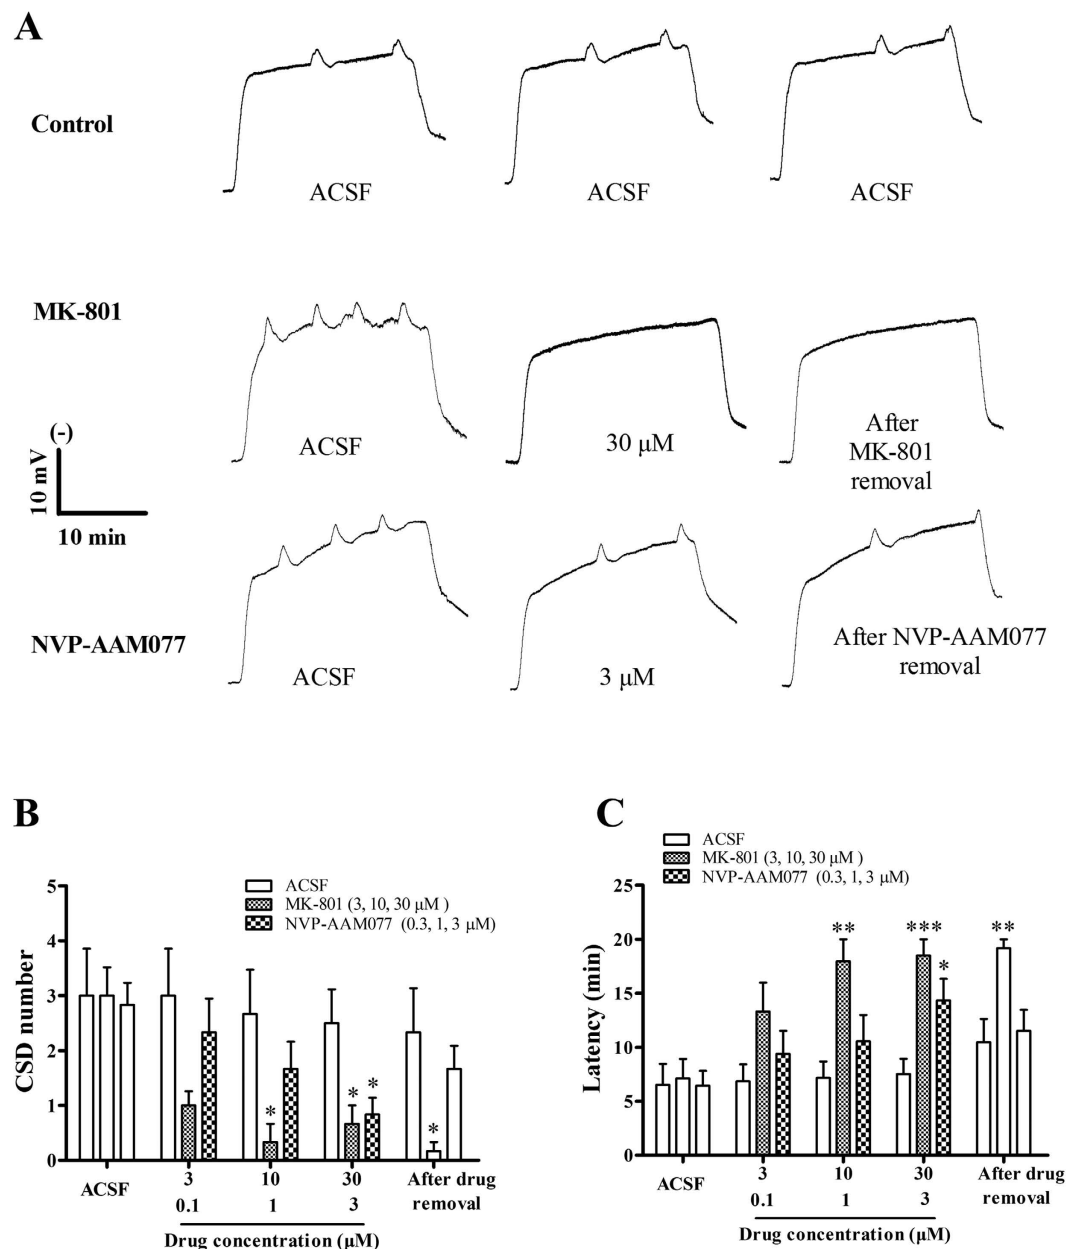 A
Control
ACSF
ACSF
ACSF
MK-801
ACSF
30 µM
After
MK-801
removal
(-)
10 mV
10 min
NVP-AAM077
ACSF
3 µM
After NVP-AAM077
removal
B
ACSF
MK-801 (3, 10, 30 µM )
NVP-AAM077 (0.3, 1, 3 µM)
CSD number
5
4
3
2
1
0
* * * *
ACSF
3 10 30 After drug
0.1 1 3 removal
Drug concentration (µM)
C
ACSF
MK-801 (3, 10, 30 µM )
NVP-AAM077 (0.3, 1, 3 µM)
Latency (min)
25
20
15
10
5
0
** *** * **
ACSF
3 10 30 After drug
0.1 1 3 removal
Drug concentration (µM)